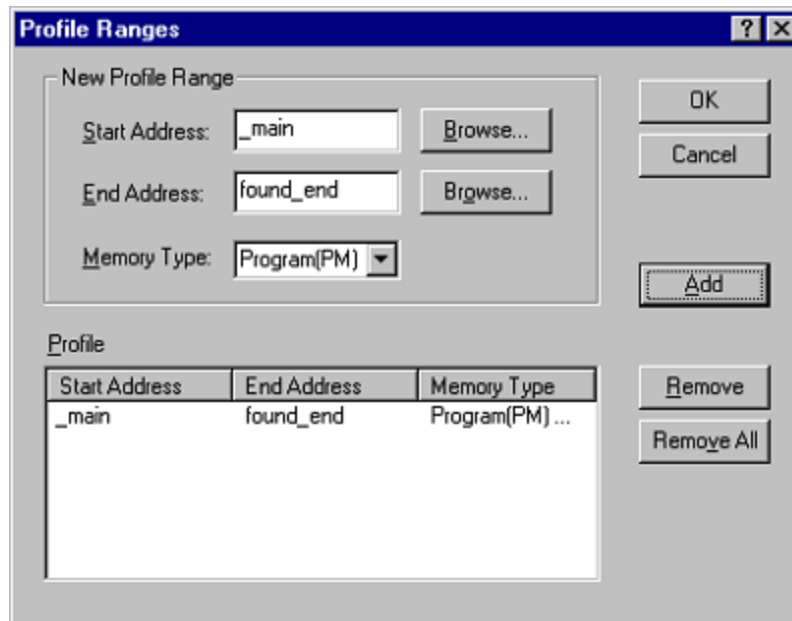 Profile Ranges
New Profile Range
Start Address: _main Browse...
End Address: found_end Browse...
Memory Type: Program(PM)
OK
Cancel
Add
Profile
Start Address End Address Memory Type
_main found_end Program(PM) ...
Remove
Remove All